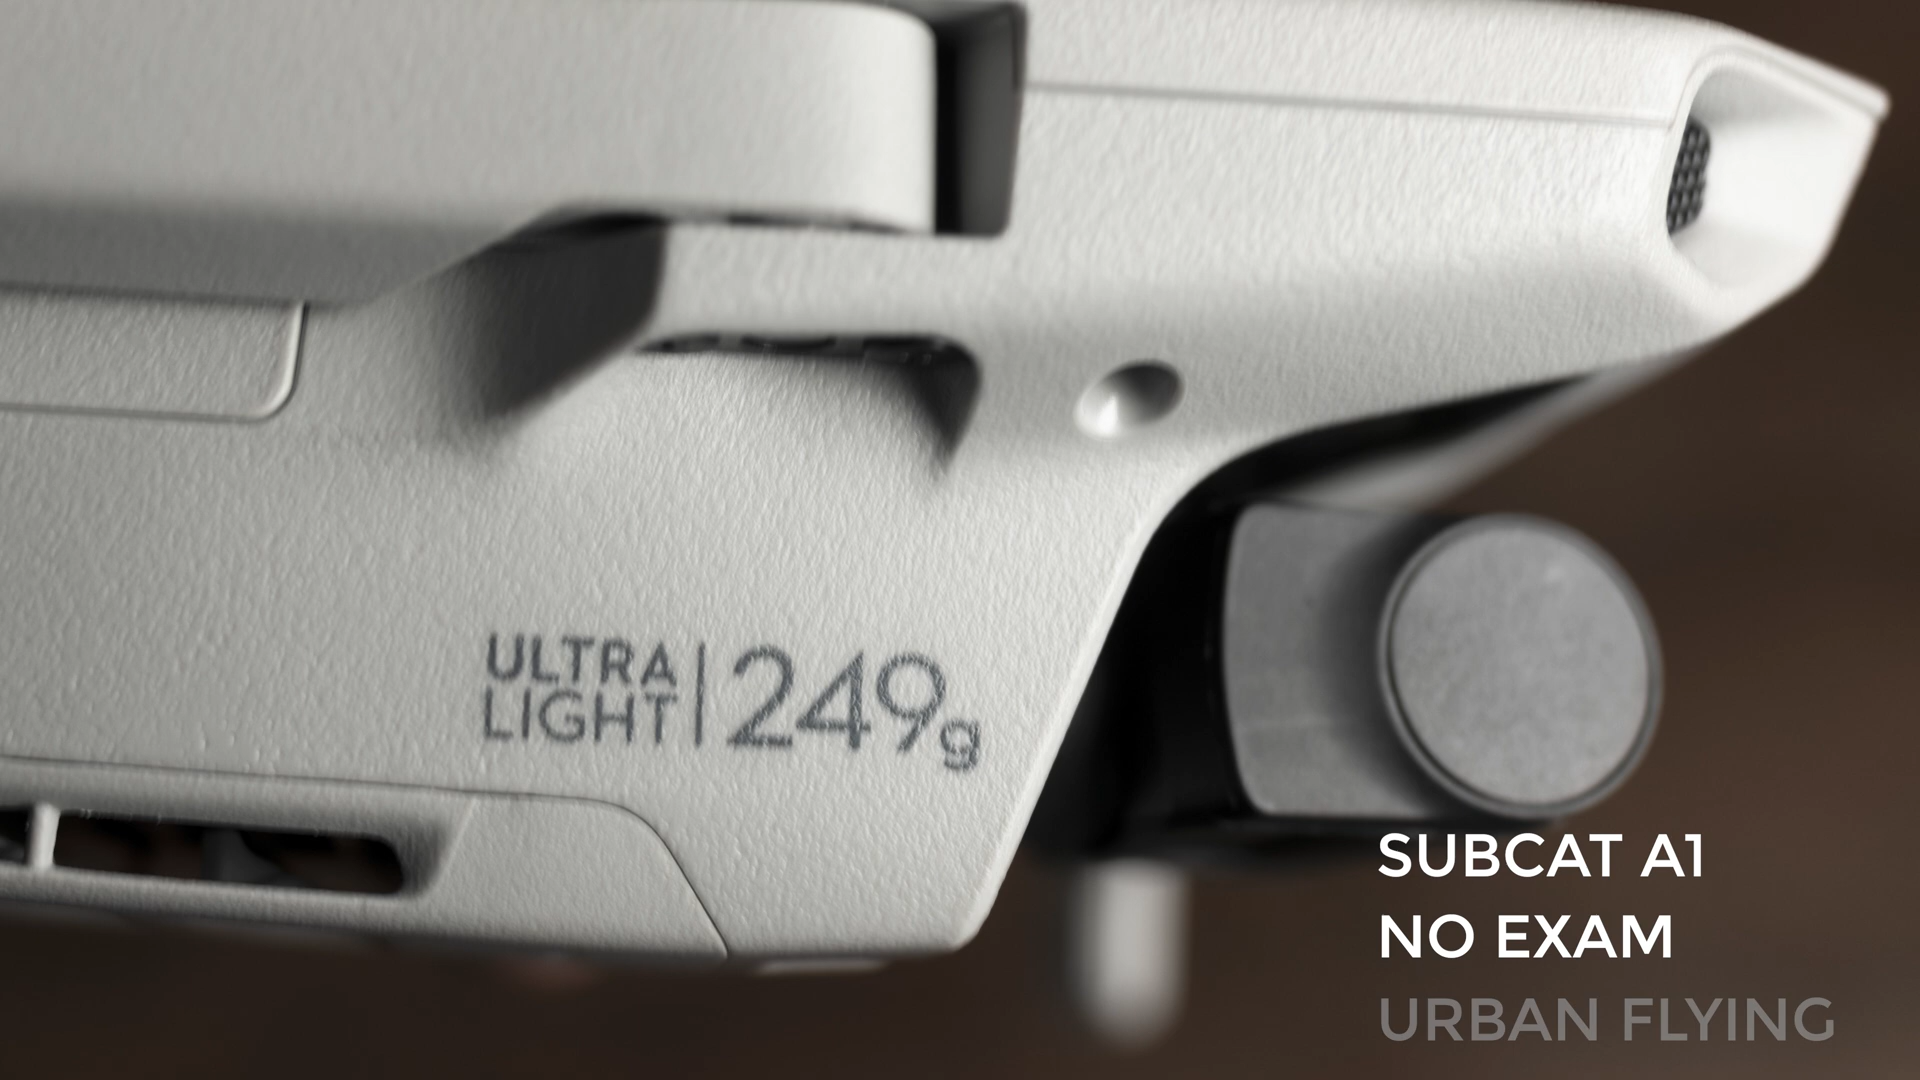 ULTRA
LIGHT
249g
SUBCAT A1
NO EXAM
URBAN FLYING